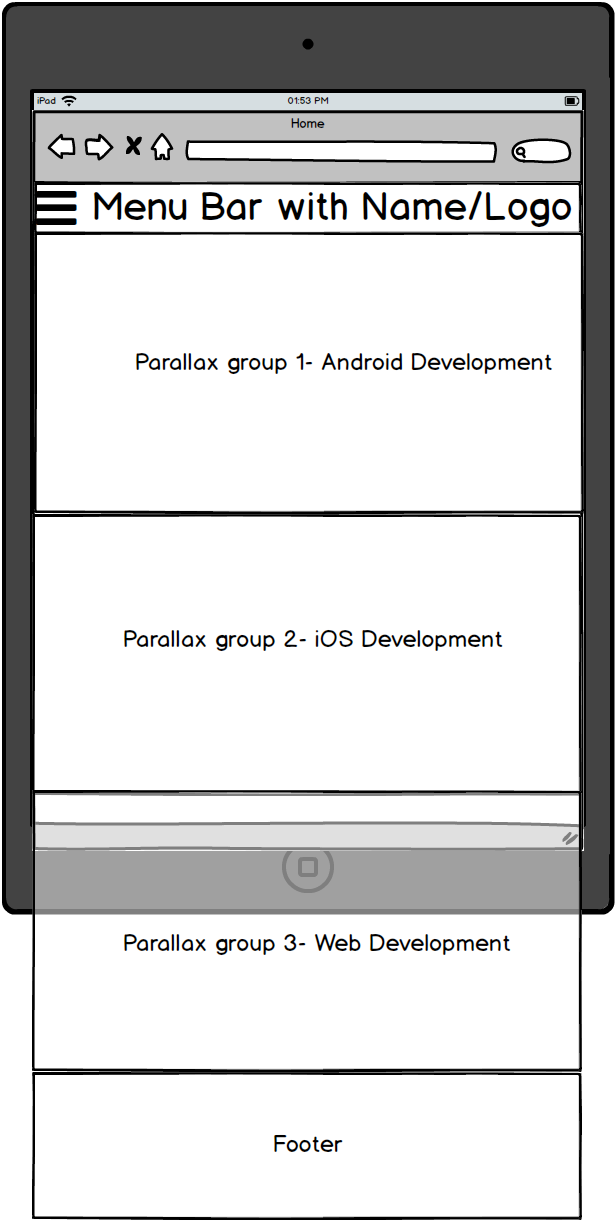 iPad
01:53 PM
Home
Menu Bar with Name/Logo
Parallax group 1- Android Development
Parallax group 2- iOS Development
Parallax group 3- Web Development
Footer